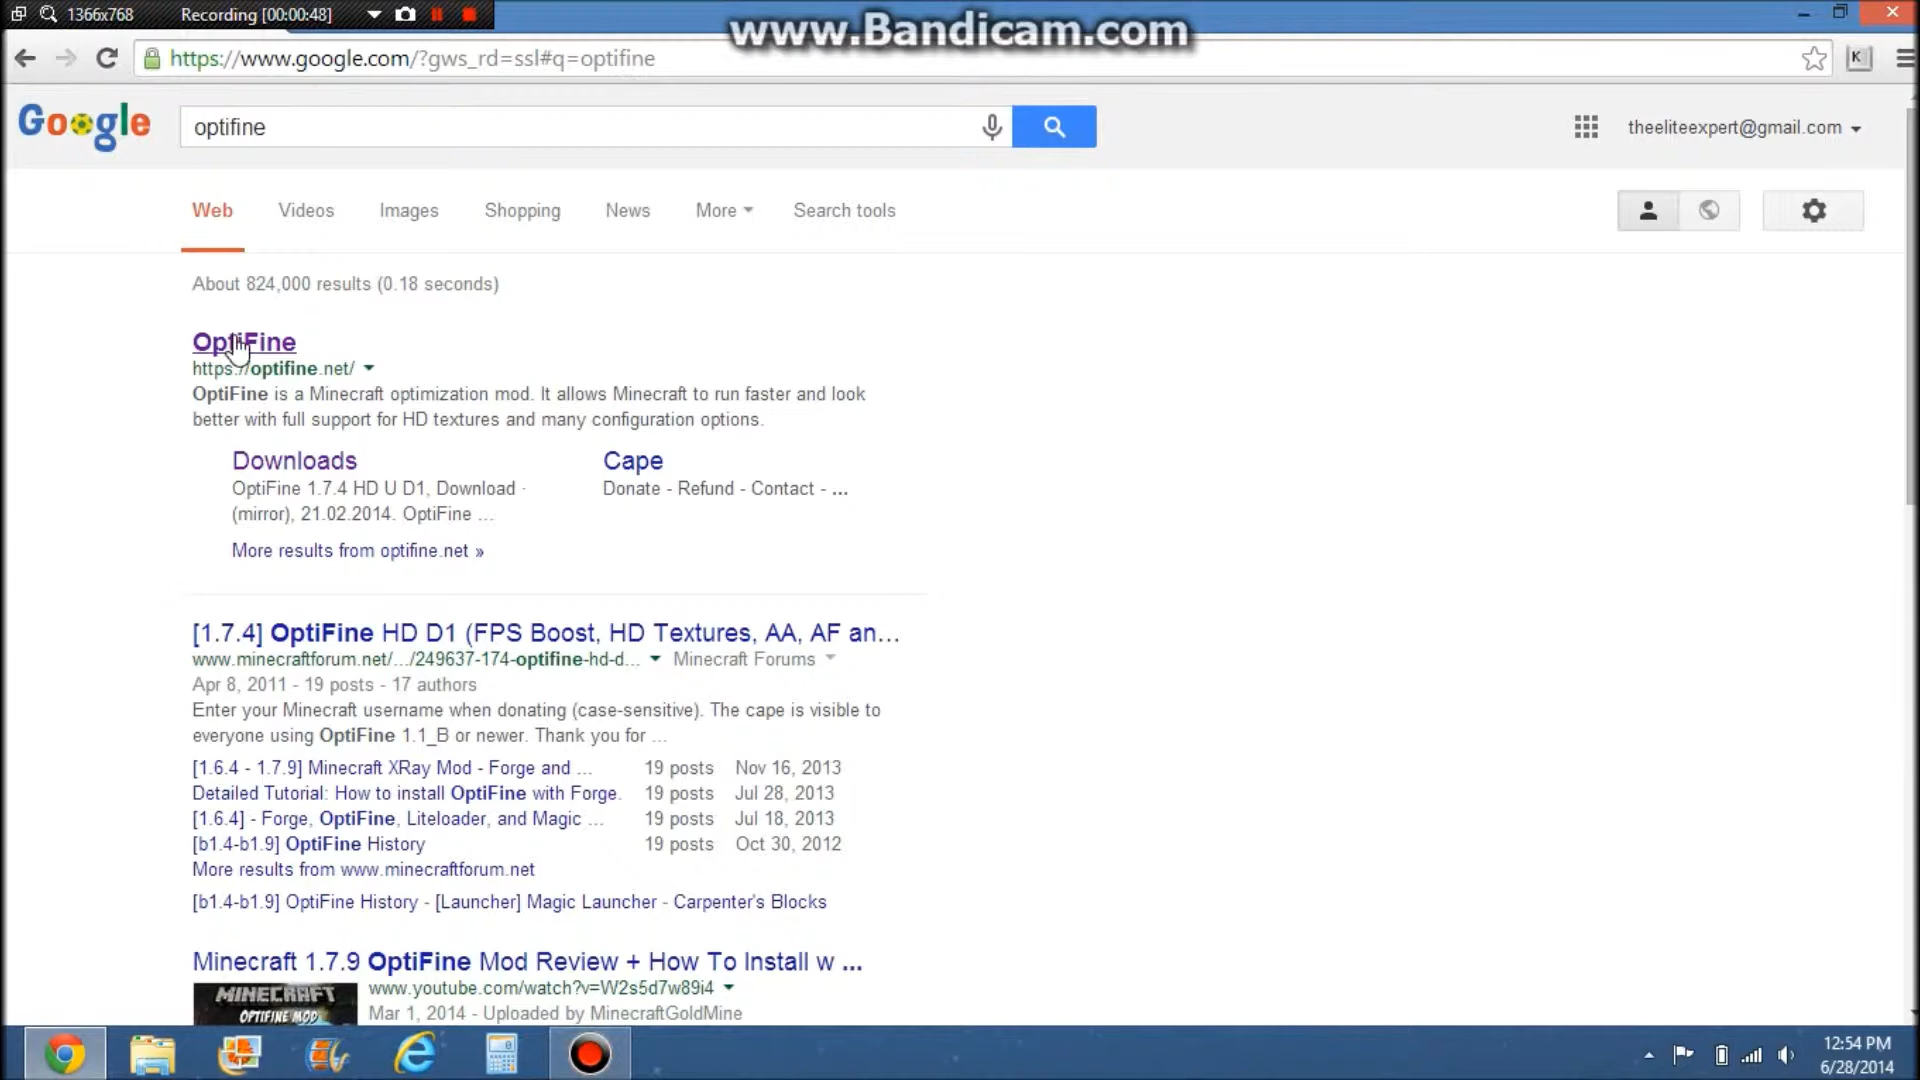 1366x768 Recording [00:00:48]
www.Bandicam.com
https://www.google.com/?gws_rd=ssl#q=optifine
K
Google optifine theeliteexpert@gmail.com
Web Videos Images Shopping News More Search tools
About 824,000 results (0.18 seconds)
OptiFine
https://optifine.net/
OptiFine is a Minecraft optimization mod. It allows Minecraft to run faster and look
better with full support for HD textures and many configuration options.
Downloads Cape
OptiFine 1.7.4 HD U D1, Download · Donate - Refund - Contact - ...
(mirror), 21.02.2014. OptiFine ...
More results from optifine.net »
[1.7.4] OptiFine HD D1 (FPS Boost, HD Textures, AA, AF an...
www.minecraftforum.net/.../249637-174-optifine-hd-d... Minecraft Forums
Apr 8, 2011 - 19 posts - 17 authors
Enter your Minecraft username when donating (case-sensitive). The cape is visible to
everyone using OptiFine 1.1_B or newer. Thank you for ...
[1.6.4 - 1.7.9] Minecraft XRay Mod - Forge and ... 19 posts Nov 16, 2013
Detailed Tutorial: How to install OptiFine with Forge. 19 posts Jul 28, 2013
[1.6.4] - Forge, OptiFine, Liteloader, and Magic ... 19 posts Jul 18, 2013
[b1.4-b1.9] OptiFine History 19 posts Oct 30, 2012
More results from www.minecraftforum.net
[b1.4-b1.9] OptiFine History - [Launcher] Magic Launcher - Carpenter's Blocks
Minecraft 1.7.9 OptiFine Mod Review + How To Install w ...
www.youtube.com/watch?v=W2s5d7w89i4
MINECRAFT
OPTIFINE MOD
Mar 1, 2014 - Uploaded by MinecraftGoldMine
12:54 PM
6/28/2014